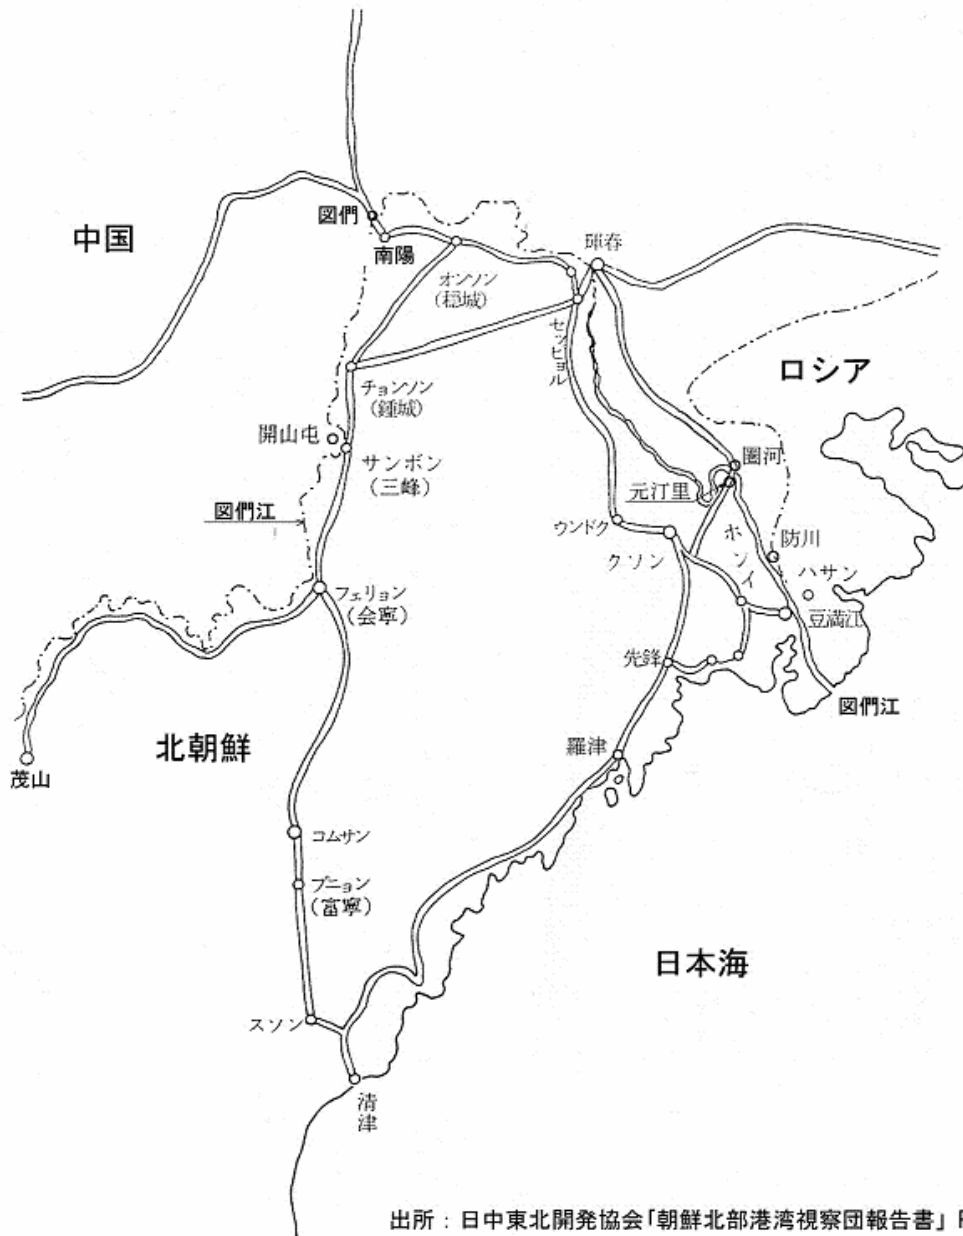 図們
中国
南陽
琿春
オンソン
(穏城)
セッピョル
ロシア
チョンソン
(鍾城)
開山屯
サンボン
(三峰)
圏河
元汀里
図們江
ウンドク
クソン
ホンイ
防川
ハサン
フェリョン
(会寧)
豆満江
先鋒
図們江
北朝鮮
羅津
茂山
コムサン
プニョン
(富寧)
日本海
スソン
清津
出所：日中東北開発協会「朝鮮北部港湾視察団報告書」